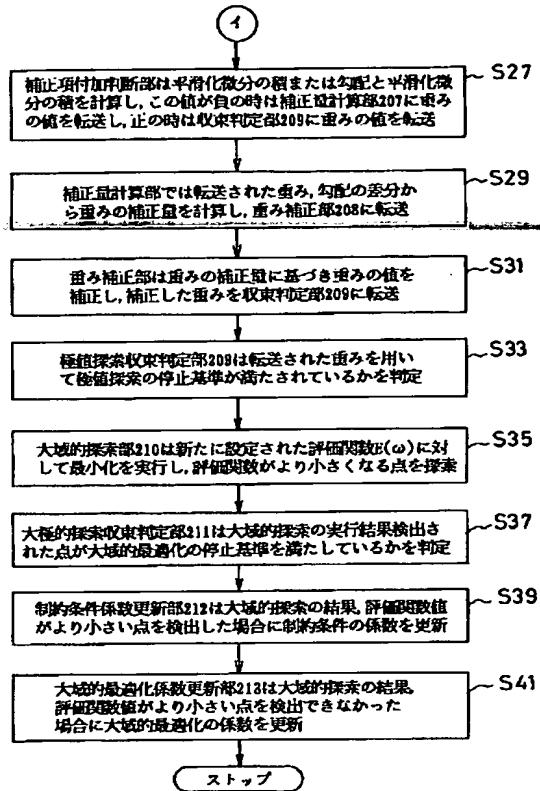 イ
S27
補正項付加判断部は平滑化微分の積または勾配と平滑化微
分の積を計算し,この値が負の時は補正量計算部207に重み
の値を転送し,正の時は収束判定部209に重みの値を転送
S29
補正量計算部では転送された重み,勾配の差分か
ら重みの補正量を計算し,重み補正部208に転送
S31
重み補正部は重みの補正量に基づき重みの値を
補正し,補正した重みを収束判定部209に転送
S33
極値探索収束判定部209は転送された重みを用い
て極値探索の停止基準が満たされているかを判定
S35
大域的探索部210は新たに設定された評価関数E(ω)に対
して最小化を実行し,評価関数がより小さくなる点を探索
S37
大極的探索収束判定部211は大域的探索の実行結果検出さ
れた点が大域的最適化の停止基準を満たしているかを判定
S39
制約条件係数更新部212は大域的探索の結果,評価関数値
がより小さい点を検出した場合に制約条件の係数を更新
S41
大域的最適化係数更新部213は大域的探索の結果,
評価関数値がより小さい点を検出できなかった
場合に大域的最適化の係数を更新
ストップ